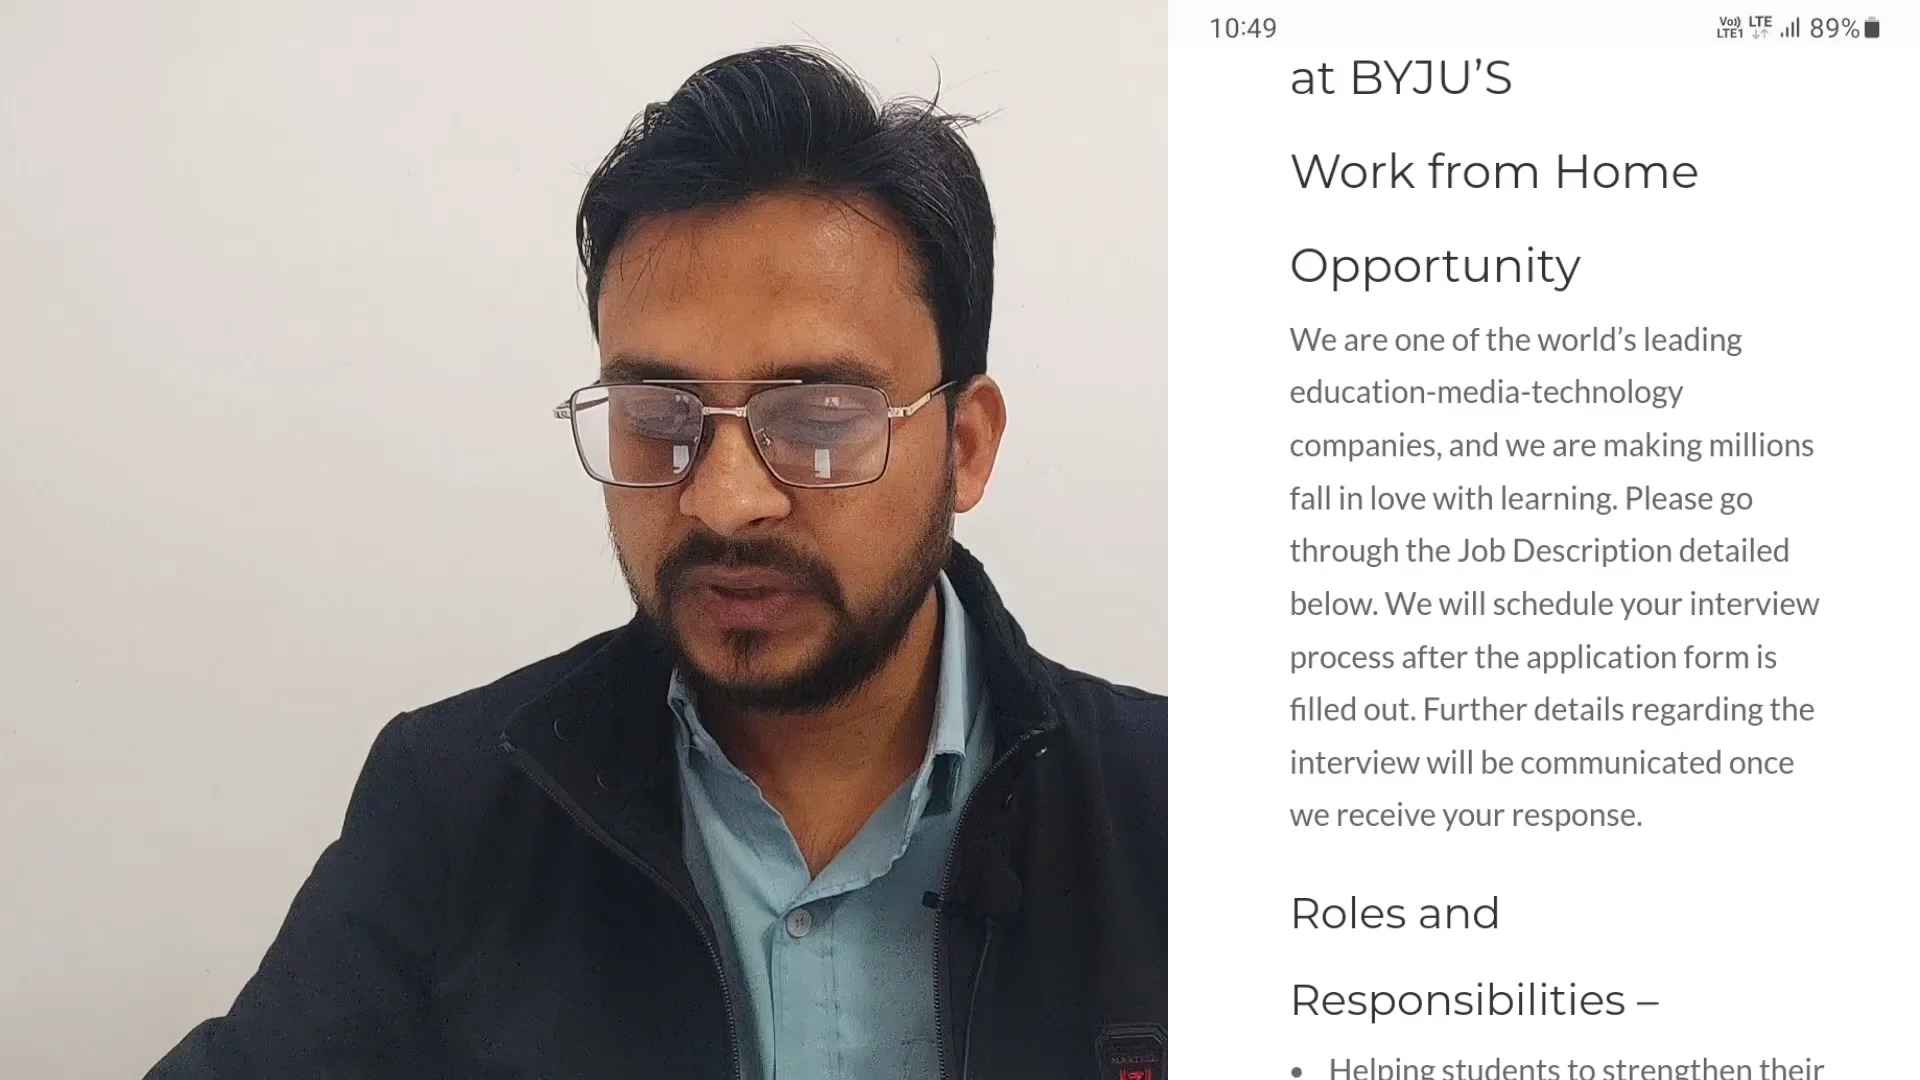 10:49
Vo)) LTE
LTE1
89%
at BYJU’S
Work from Home
Opportunity
We are one of the world’s leading
education-media-technology
companies, and we are making millions
fall in love with learning. Please go
through the Job Description detailed
below. We will schedule your interview
process after the application form is
filled out. Further details regarding the
interview will be communicated once
we receive your response.
Roles and
Responsibilities –
• Helping students to strengthen their